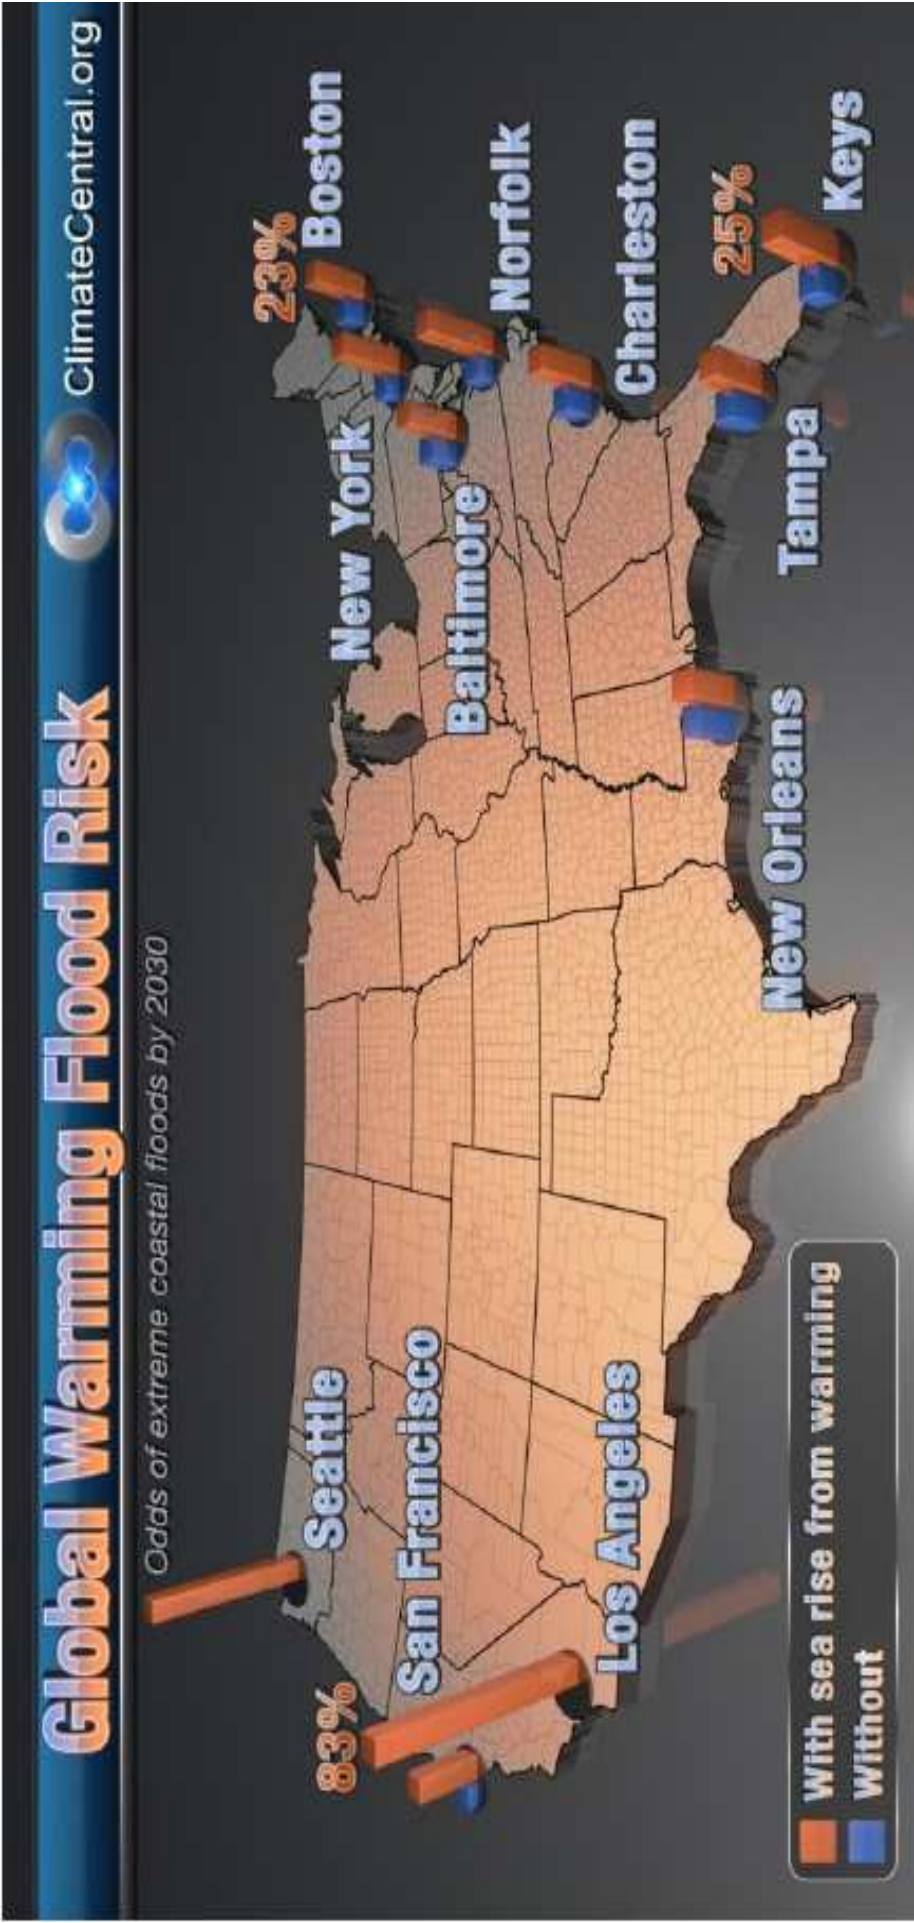 Global Warming Flood Risk
ClimateCentral.org
Odds of extreme coastal floods by 2030
Seattle
83%
San Francisco
Los Angeles
New York
23%
Boston
Baltimore
Norfolk
Charleston
25%
Keys
Tampa
New Orleans
With sea rise from warming
Without